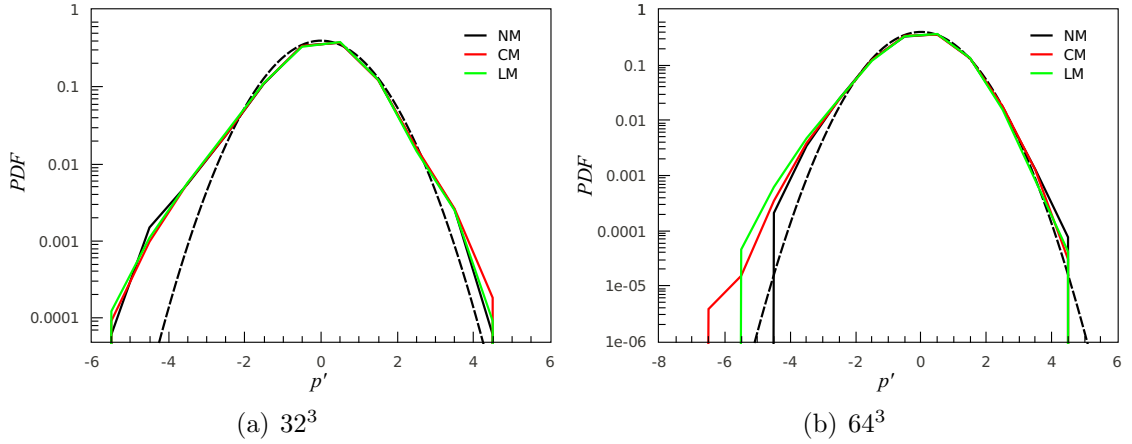 1
0.1
0.01
0.001
0.0001
PDF
-6 -4 -2 0 2 4 6
p′
NM
CM
LM
(a) 32³
1
0.1
0.01
0.001
0.0001
1e-05
1e-06
PDF
-8 -6 -4 -2 0 2 4 6
p′
NM
CM
LM
(b) 64³